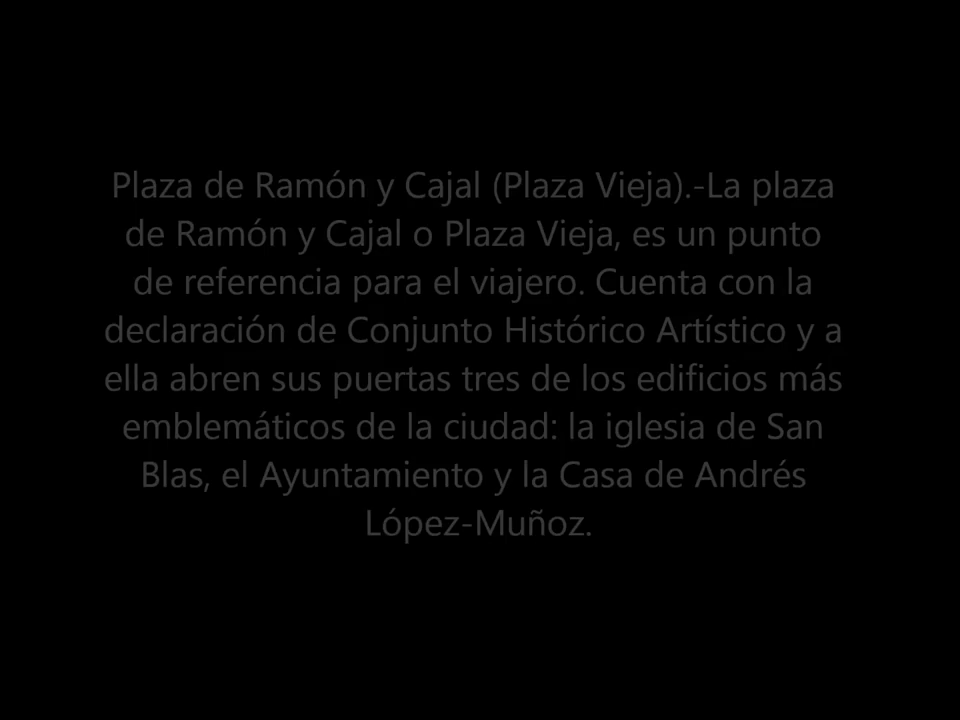 Plaza de Ramón y Cajal (Plaza Vieja).-La plaza
de Ramón y Cajal o Plaza Vieja, es un punto
de referencia para el viajero. Cuenta con la
declaración de Conjunto Histórico Artístico y a
ella abren sus puertas tres de los edificios más
emblemáticos de la ciudad: la iglesia de San
Blas, el Ayuntamiento y la Casa de Andrés
López-Muñoz.